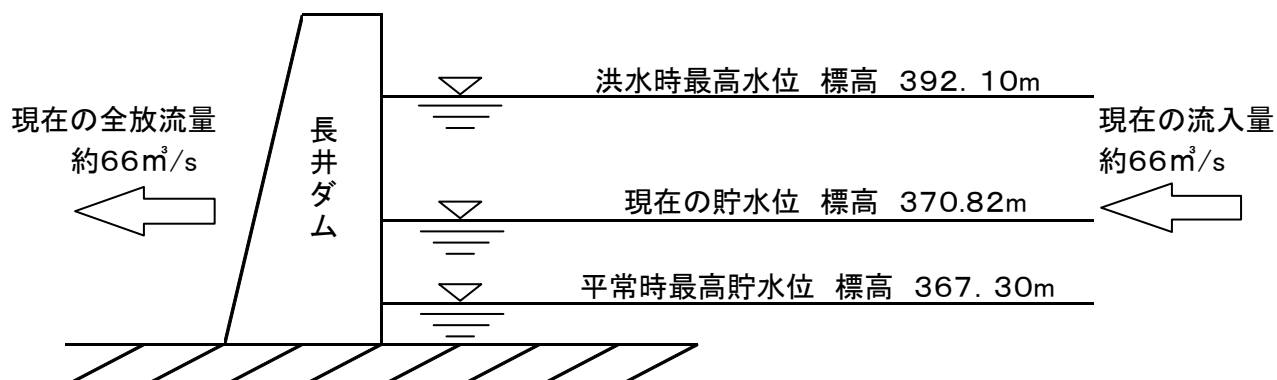 洪水時最高水位 標高 392. 10m
現在の全放流量
約66㎥/s
長井ダム
現在の流入量
約66㎥/s
現在の貯水位 標高 370.82m
平常時最高貯水位 標高 367. 30m